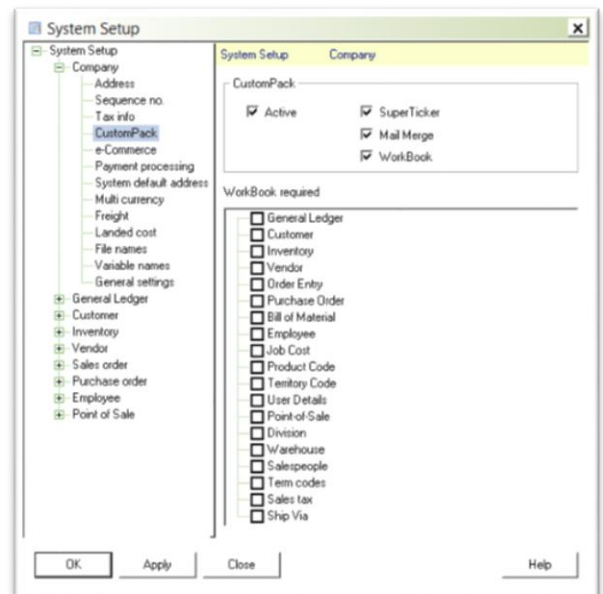 System Setup
System Setup
Company
Address
Sequence no.
Tax info
CustomPack
e-Commerce
Payment processing
System default address
Multi currency
Freight
Landed cost
File names
Variable names
General settings
General Ledger
Customer
Inventory
Vendor
Sales order
Purchase order
Employee
Point of Sale
System Setup Company
CustomPack
Active SuperTicker
Mail Merge
WorkBook
WorkBook required
General Ledger
Customer
Inventory
Vendor
Order Entry
Purchase Order
Bill of Material
Employee
Job Cost
Product Code
Territory Code
User Details
Point-of-Sale
Division
Warehouse
Salespeople
Term codes
Sales tax
Ship Via
OK Apply Close Help